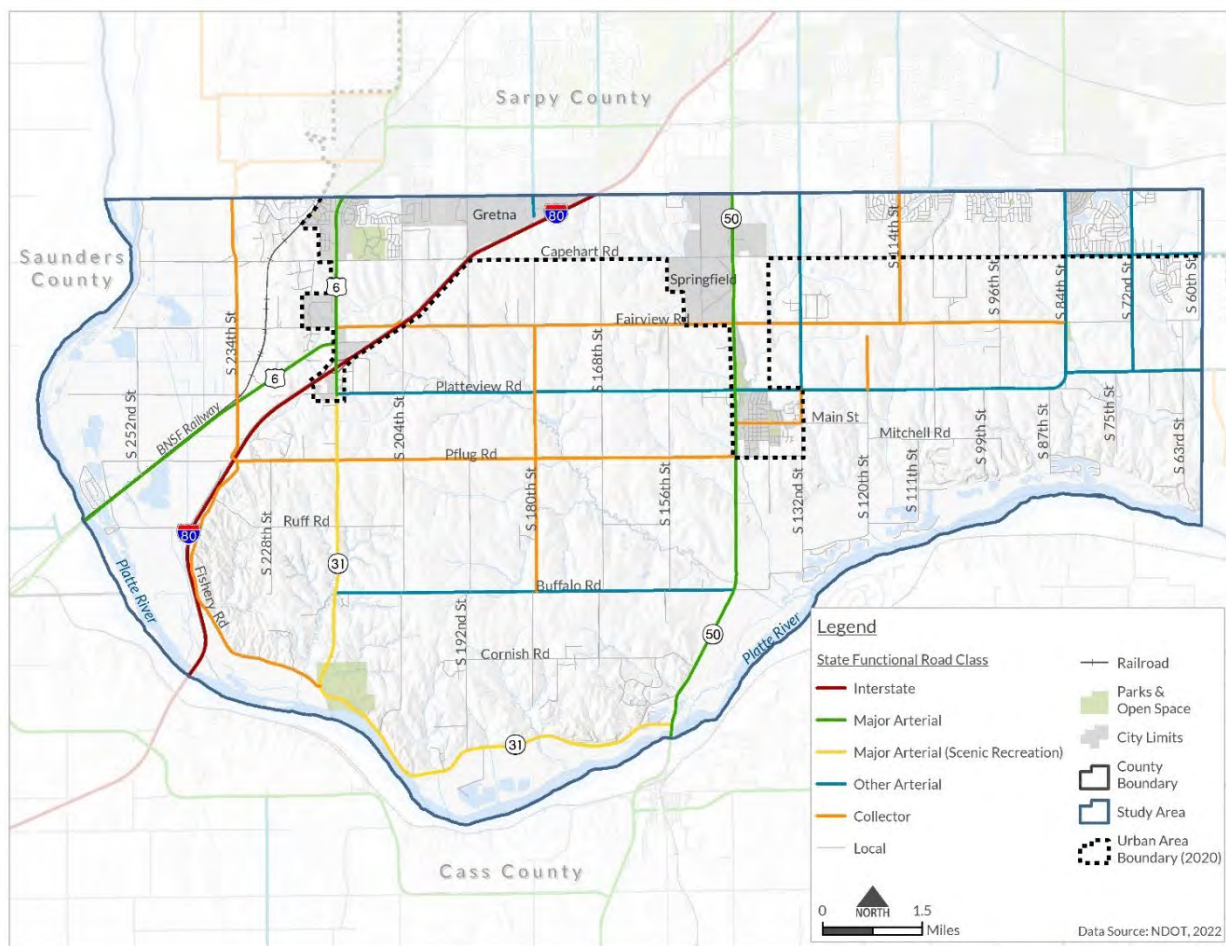 Sarpy County
50
Gretna
80
Capehart Rd
Saunders
County
6
Springfield
S 114th St
S 96th St
S 84th St
S 72nd St
S 60th St
S 234th St
Fairview Rd
6
S 168th St
S 252nd St
BNSF Railway
S 204th St
Platteview Rd
Main St
Mitchell Rd
S 99th St
S 87th St
S 75th St
S 63rd St
Pflug Rd
S 180th St
S 156th St
S 132nd St
S 120th St
S 111th St
80
S 228th St
Ruff Rd
31
Fishery Rd
Platte River
Buffalo Rd
S 192nd St
Cornish Rd
50
Platte River
31
Cass County
Legend
State Functional Road Class
Interstate
Major Arterial
Major Arterial (Scenic Recreation)
Other Arterial
Collector
Local
Railroad
Parks &
Open Space
City Limits
County
Boundary
Study Area
Urban Area
Boundary (2020)
NORTH
0 1.5
Miles
Data Source: NDOT, 2022